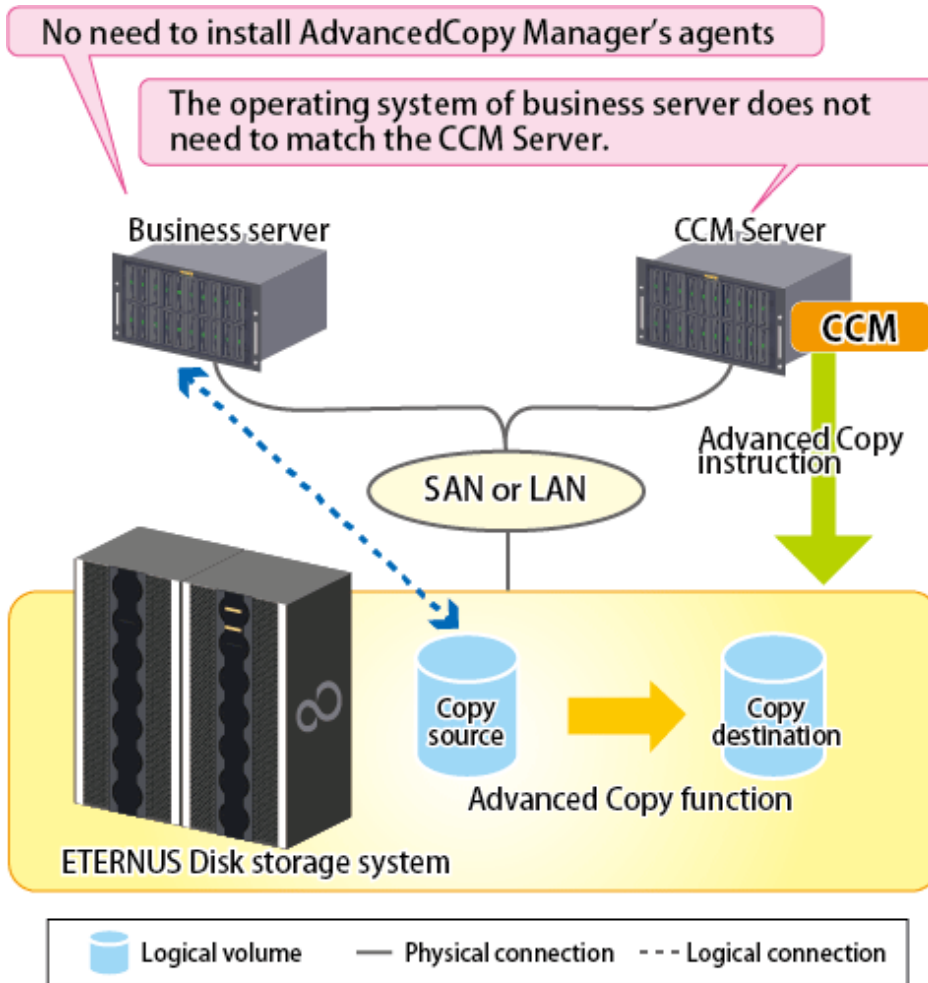 No need to install AdvancedCopy Manager's agents
The operating system of business server does not
need to match the CCM Server.
Business server
CCM Server
CCM
Advanced Copy
instruction
SAN or LAN
Copy
source
Copy
destination
Advanced Copy function
ETERNUS Disk storage system
Logical volume
Physical connection
Logical connection